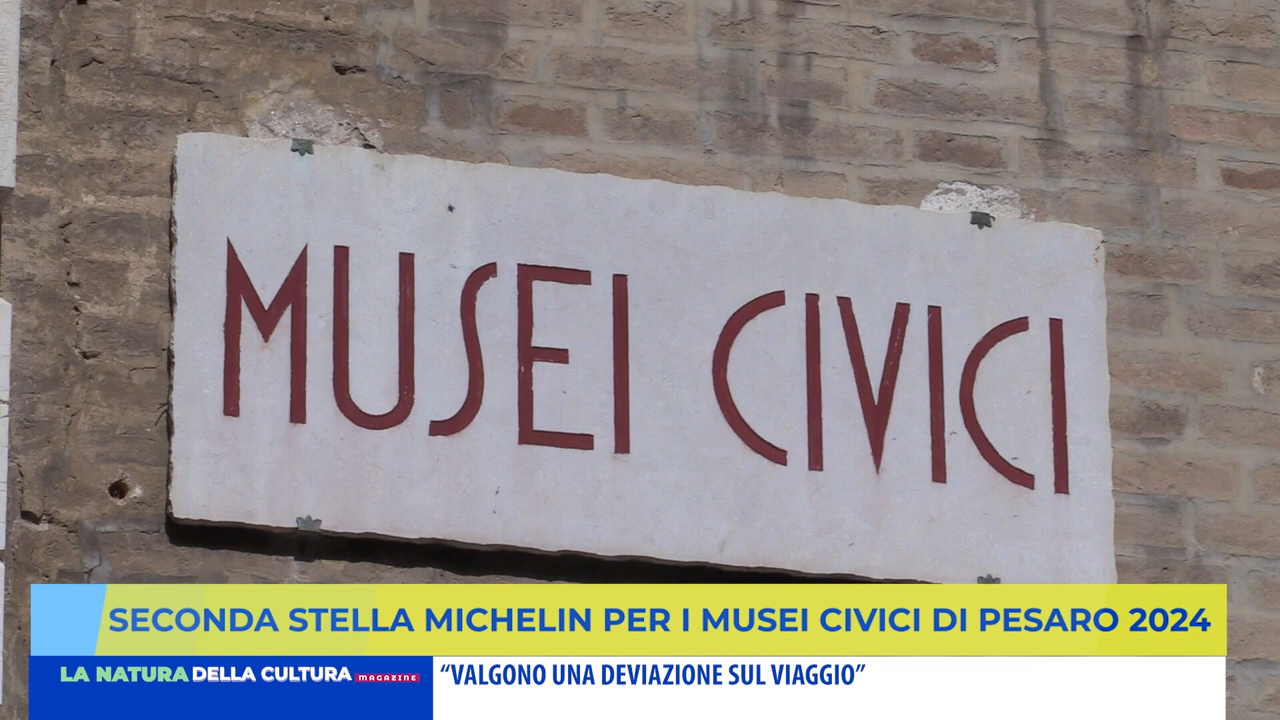 MUSEI CIVICI
SECONDA STELLA MICHELIN PER I MUSEI CIVICI DI PESARO 2024
LA NATURA DELLA CULTURA MAGAZINE
“VALGONO UNA DEVIAZIONE SUL VIAGGIO”